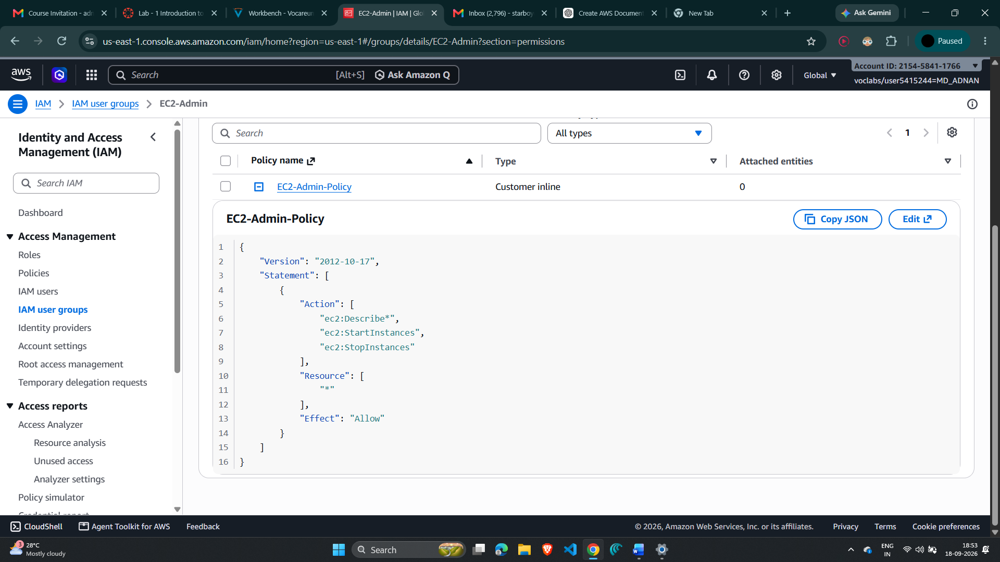 Course Invitation - adn
Lab - 1 Introduction to
Workbench - Vocareun
EC2-Admin | IAM | Glo
Inbox (2,796) - starboy
Create AWS Document
New Tab
Ask Gemini
us-east-1.console.aws.amazon.com/iam/home?region=us-east-1#/groups/details/EC2-Admin?section=permissions
Paused
aws
Search
[Alt+S]
Ask Amazon Q
Global
Account ID: 2154-5841-1766
voclabs/user5415244=MD_ADNAN
IAM
IAM user groups
EC2-Admin
Identity and Access
Management (IAM)
Search IAM
Dashboard
Access Management
Roles
Policies
IAM users
IAM user groups
Identity providers
Account settings
Root access management
Temporary delegation requests
Access reports
Access Analyzer
Resource analysis
Unused access
Analyzer settings
Policy simulator
Credential report
Search
All types
1
Policy name
Type
Attached entities
EC2-Admin-Policy
Customer inline
0
EC2-Admin-Policy
Copy JSON
Edit
1 {
2 "Version": "2012-10-17",
3 "Statement": [
4 {
5 "Action": [
6 "ec2:Describe*",
7 "ec2:StartInstances",
8 "ec2:StopInstances"
9 ],
10 "Resource": [
11 "*"
12 ],
13 "Effect": "Allow"
14 }
15 ]
16 }
CloudShell
Agent Toolkit for AWS
Feedback
© 2026, Amazon Web Services, Inc. or its affiliates.
Privacy
Terms
Cookie preferences
3
28°C
Mostly cloudy
Search
ENG
IN
18:53
18-09-2026